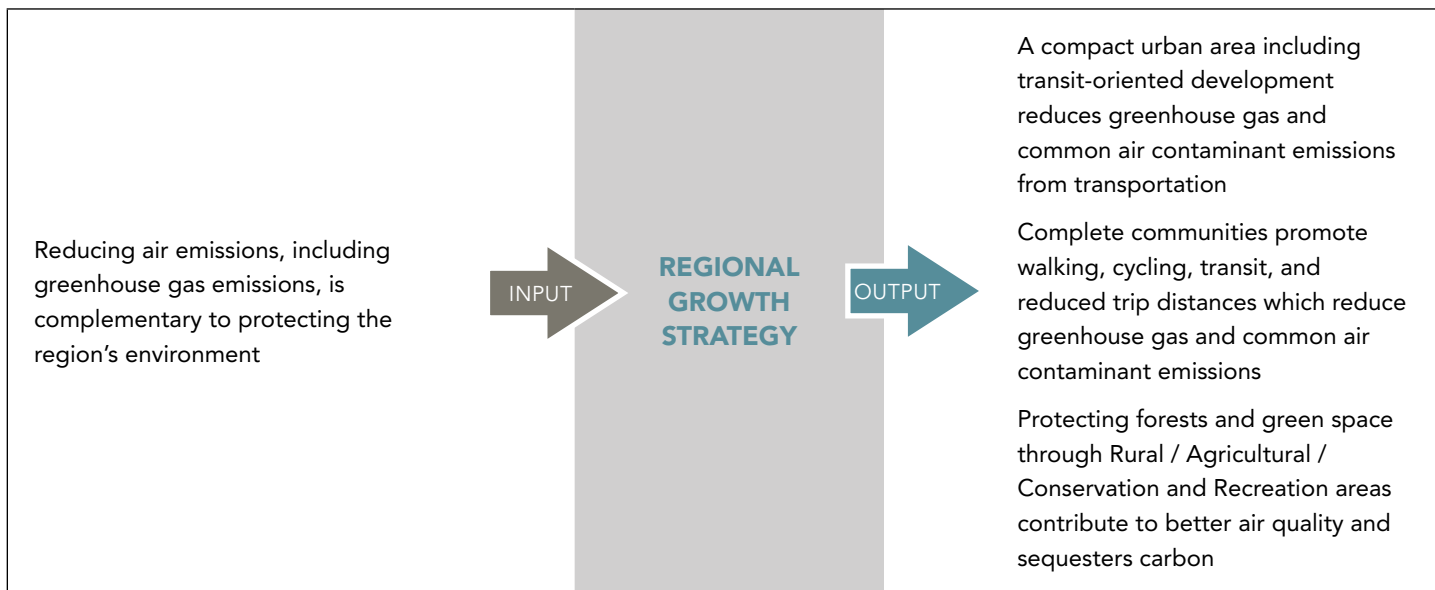 Reducing air emissions, including
greenhouse gas emissions, is
complementary to protecting the
region's environment
INPUT
REGIONAL
GROWTH
STRATEGY
OUTPUT
A compact urban area including
transit-oriented development
reduces greenhouse gas and
common air contaminant emissions
from transportation
Complete communities promote
walking, cycling, transit, and
reduced trip distances which reduce
greenhouse gas and common air
contaminant emissions
Protecting forests and green space
through Rural / Agricultural /
Conservation and Recreation areas
contribute to better air quality and
sequesters carbon